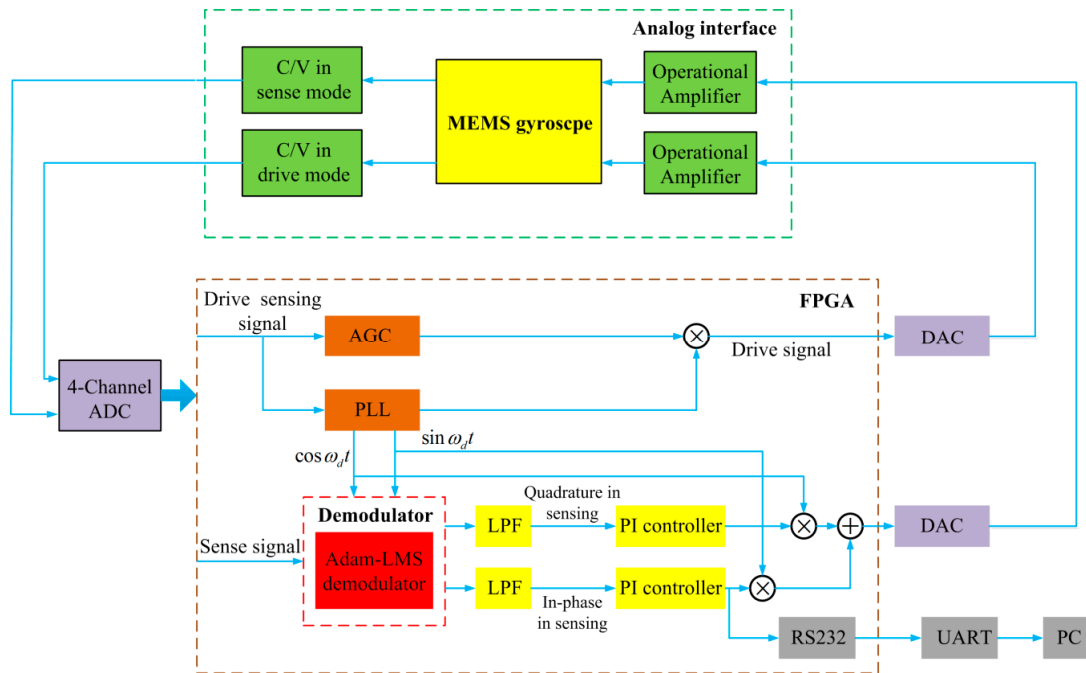 Analog interface
C/V in
sense mode
MEMS gyroscpe
Operational
Amplifier
C/V in
drive mode
Operational
Amplifier
FPGA
Drive sensing
signal
AGC
×
Drive signal
DAC
4-Channel
ADC
PLL
cos ω_d t
sin ω_d t
Demodulator
Adam-LMS
demodulator
Sense signal
LPF
Quadrature in
sensing
PI controller
×
+
DAC
LPF
In-phase
in sensing
PI controller
×
RS232
UART
PC